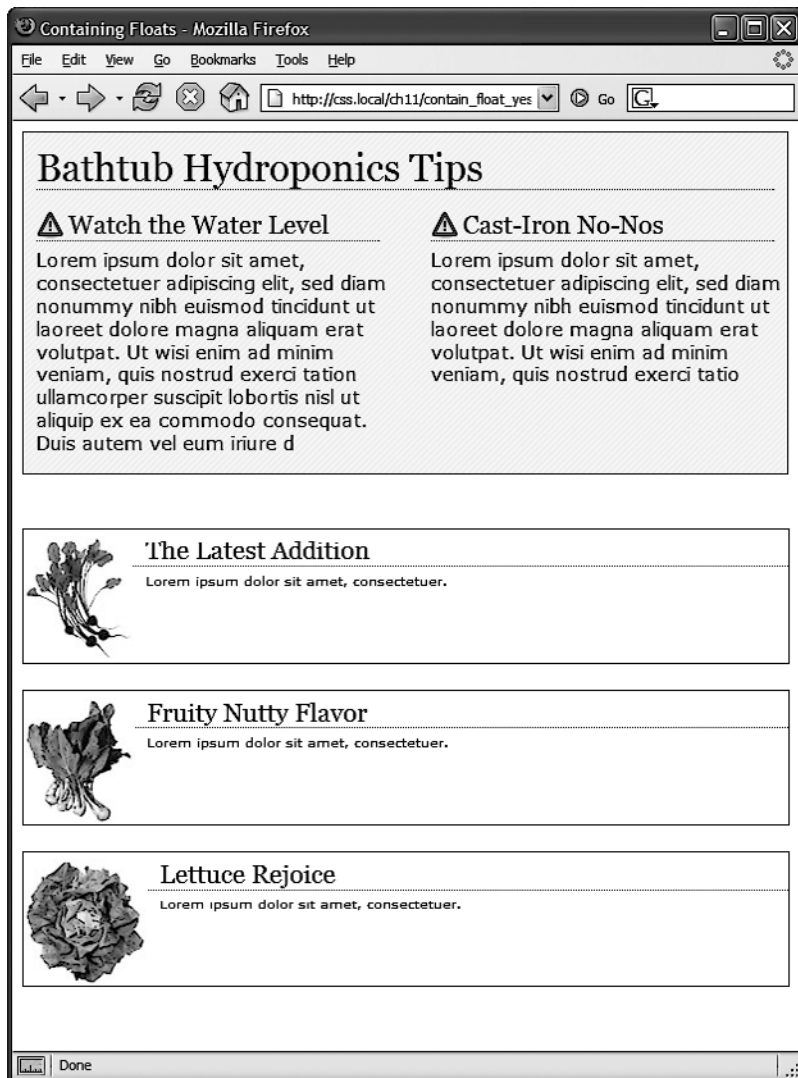 Containing Floats - Mozilla Firefox
File Edit View Go Bookmarks Tools Help
http://css.local/ch11/contain_float_yes Go G
Bathtub Hydroponics Tips
Watch the Water Level
Lorem ipsum dolor sit amet,
consectetuer adipiscing elit, sed diam
nonummy nibh euismod tincidunt ut
laoreet dolore magna aliquam erat
volutpat. Ut wisi enim ad minim
veniam, quis nostrud exerci tation
ullamcorper suscipit lobortis nisl ut
aliquip ex ea commodo consequat.
Duis autem vel eum iriure d
Cast-Iron No-Nos
Lorem ipsum dolor sit amet,
consectetuer adipiscing elit, sed diam
nonummy nibh euismod tincidunt ut
laoreet dolore magna aliquam erat
volutpat. Ut wisi enim ad minim
veniam, quis nostrud exerci tatio
The Latest Addition
Lorem ipsum dolor sit amet, consectetuer.
Fruity Nutty Flavor
Lorem ipsum dolor sit amet, consectetuer.
Lettuce Rejoice
Lorem ipsum dolor sit amet, consectetuer.
Done